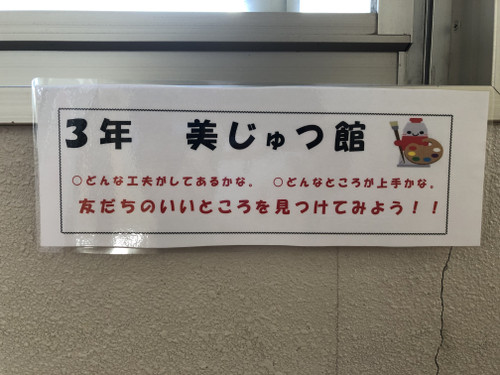 3年 美じゅつ館
○どんな工夫がしてあるかな。 ○どんなところが上手かな。
友だちのいいところを見つけてみよう！！